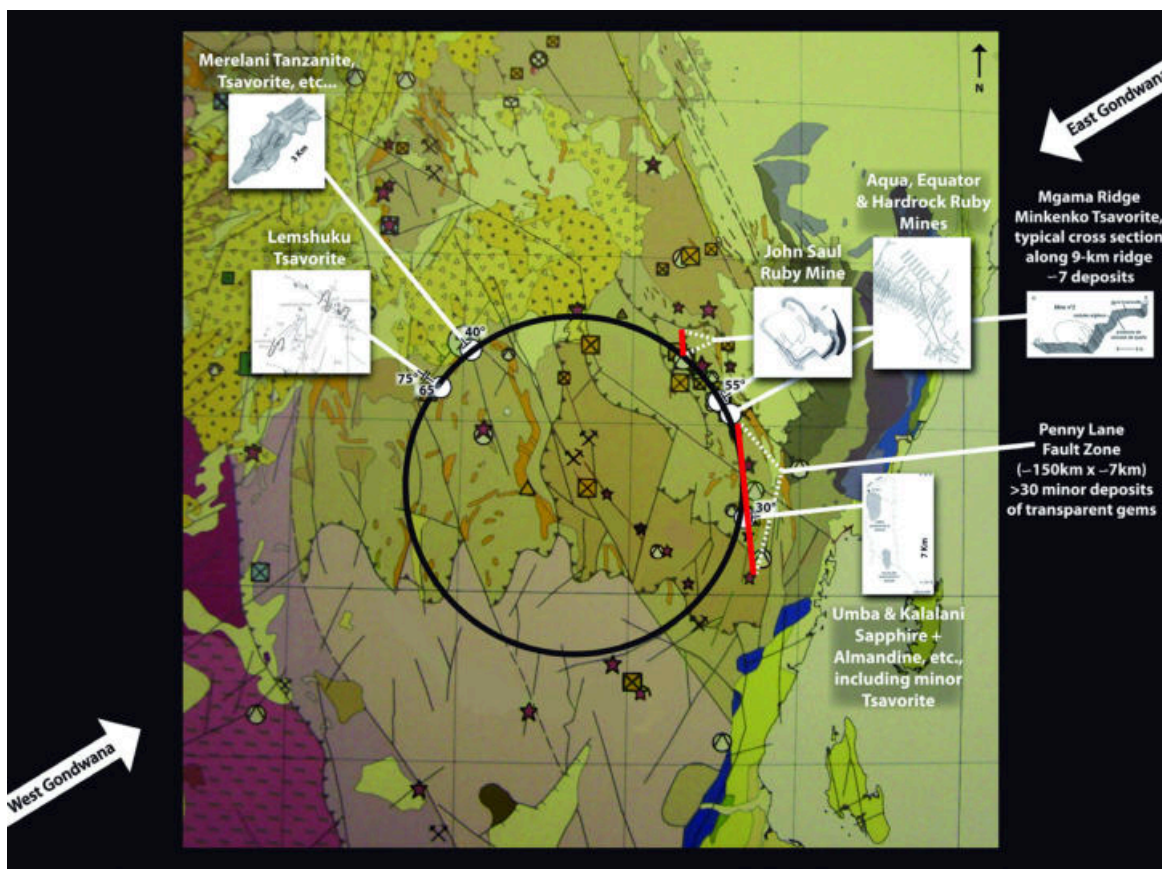 Merelani Tanzanite,
Tsavorite, etc...
3 Km
Lemshuku
Tsavorite
40°
75°
65
N
East Gondwana
Aqua, Equator
& Hardrock Ruby
Mines
John Saul
Ruby Mine
Mgama Ridge
Minkenko Tsavorite,
typical cross section
along 9-km ridge
~7 deposits
55°
Penny Lane
Fault Zone
(~150km x ~7km)
>30 minor deposits
of transparent gems
30°
7 Km
Umba & Kalalani
Sapphire +
Almandine, etc.,
including minor
Tsavorite
West Gondwana